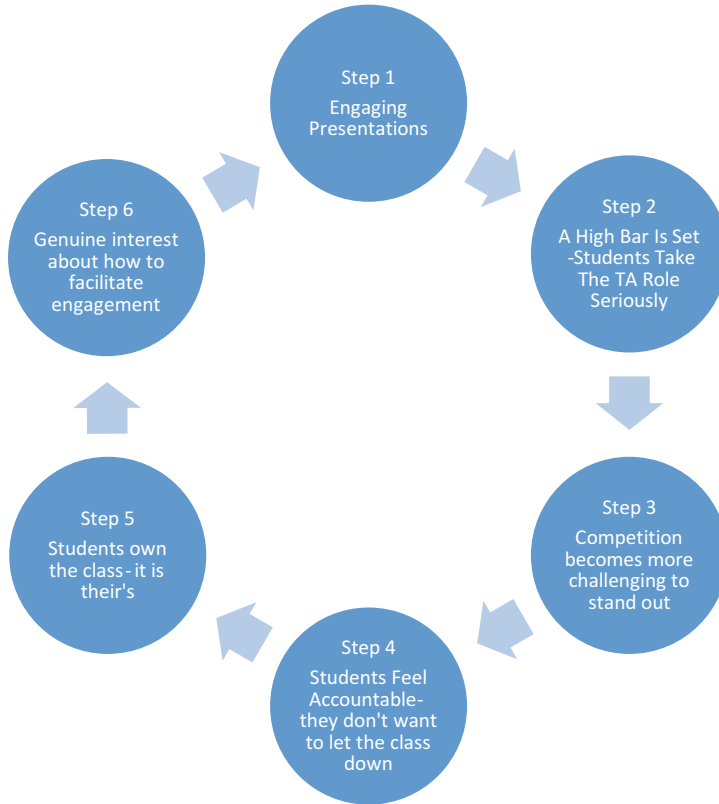 Step 1
Engaging
Presentations
Step 2
A High Bar Is Set
-Students Take
The TA Role
Seriously
Step 3
Competition
becomes more
challenging to
stand out
Step 4
Students Feel
Accountable-
they don't want
to let the class
down
Step 5
Students own
the class-it is
their's
Step 6
Genuine interest
about how to
facilitate
engagement